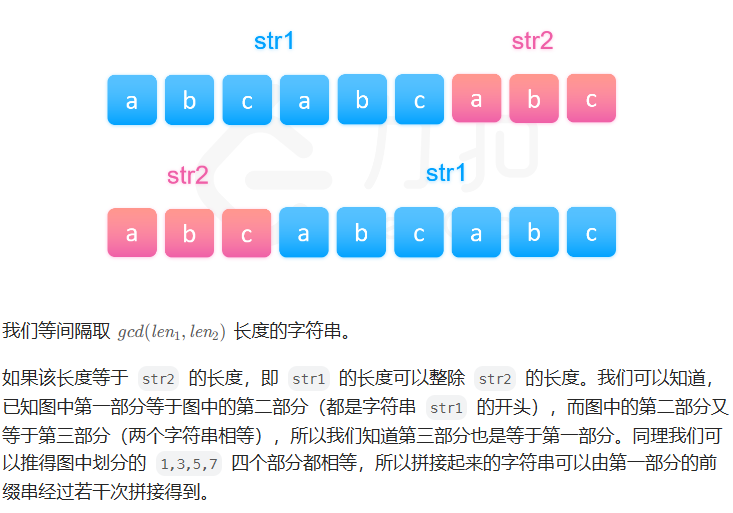 str1 str2
a b c a b c a b c
力扣
str2 str1
a b c a b c a b c
我们等间隔取 gcd(len₁, len₂) 长度的字符串。
如果该长度等于 str2 的长度，即 str1 的长度可以整除 str2 的长度。我们可以知道，
已知图中第一部分等于图中的第二部分（都是字符串 str1 的开头），而图中的第二部分又
等于第三部分（两个字符串相等），所以我们知道第三部分也是等于第一部分。同理我们可
以推得图中划分的 1,3,5,7 四个部分都相等，所以拼接起来的字符串可以由第一部分的前
缀串经过若干次拼接得到。